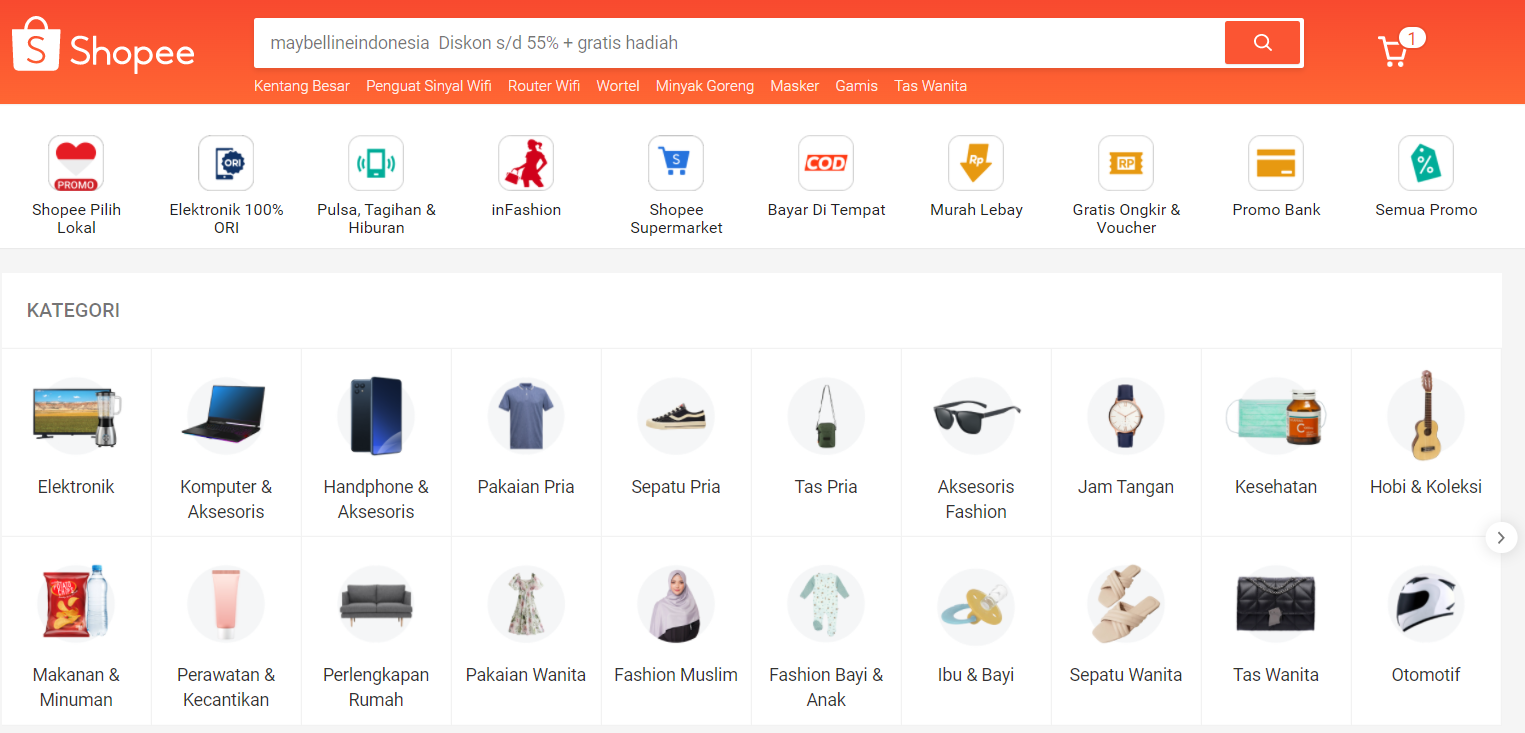 Shopee
maybellineindonesia Diskon s/d 55% + gratis hadiah
1
Kentang Besar Penguat Sinyal Wifi Router Wifi Wortel Minyak Goreng Masker Gamis Tas Wanita
PROMO
ORI
S
COD
Rp
RP
%
Shopee Pilih
Lokal
Elektronik 100%
ORI
Pulsa, Tagihan &
Hiburan
inFashion
Shopee
Supermarket
Bayar Di Tempat
Murah Lebay
Gratis Ongkir &
Voucher
Promo Bank
Semua Promo
KATEGORI
Elektronik
Komputer &
Aksesoris
Handphone &
Aksesoris
Pakaian Pria
Sepatu Pria
Tas Pria
Aksesoris
Fashion
Jam Tangan
C
Kesehatan
Hobi & Koleksi
Makanan &
Minuman
Perawatan &
Kecantikan
Perlengkapan
Rumah
Pakaian Wanita
Fashion Muslim
Fashion Bayi &
Anak
Ibu & Bayi
Sepatu Wanita
Tas Wanita
Otomotif